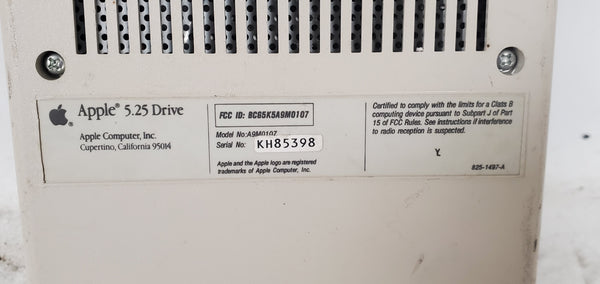 Apple® 5.25 Drive
Apple Computer, Inc.
Cupertino, California 95014
FCC ID: BCG5K5A9M0107
Model No: A9M0107
Serial No: KH85398
Apple and the Apple logo are registered
trademarks of Apple Computer, Inc.
Certified to comply with the limits for a Class B
computing device pursuant to Subpart J of Part
15 of FCC Rules. See instructions if interference
to radio reception is suspected.
Y
825-1497-A